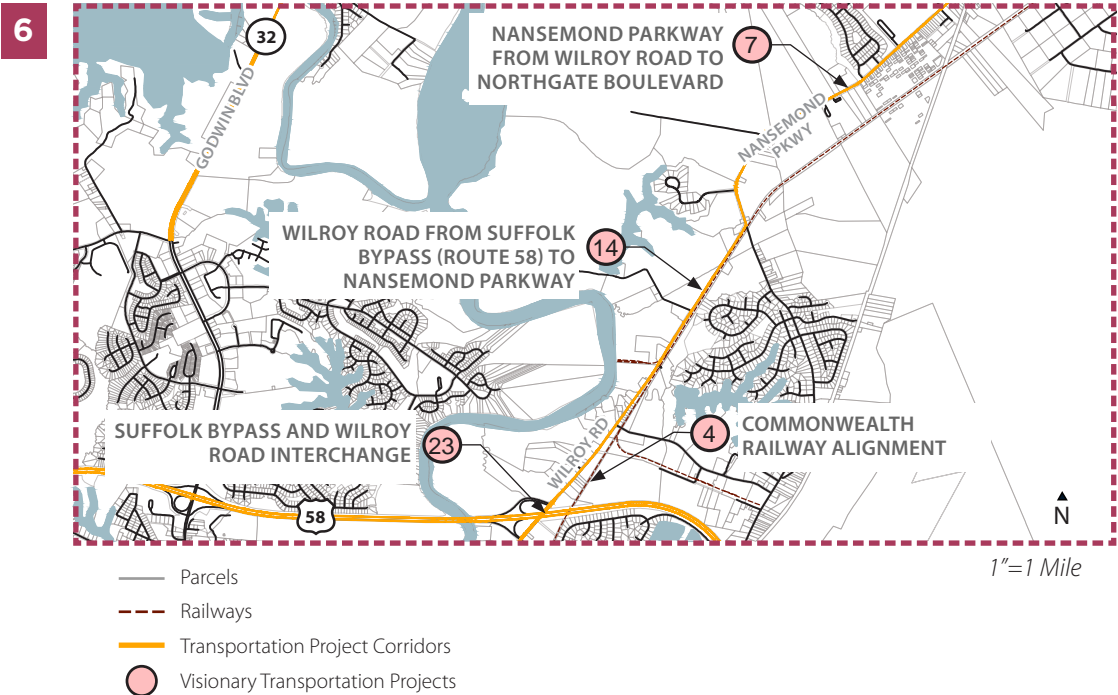 6
32
GODWIN BLVD
NANSEMOND PARKWAY
FROM WILROY ROAD TO
NORTHGATE BOULEVARD
7
NANSEMOND
PKWY
WILROY ROAD FROM SUFFOLK
BYPASS (ROUTE 58) TO
NANSEMOND PARKWAY
14
SUFFOLK BYPASS AND WILROY
ROAD INTERCHANGE
23
WILROY RD
4
COMMONWEALTH
RAILWAY ALIGNMENT
58
N
1”=1 Mile
Parcels
Railways
Transportation Project Corridors
Visionary Transportation Projects